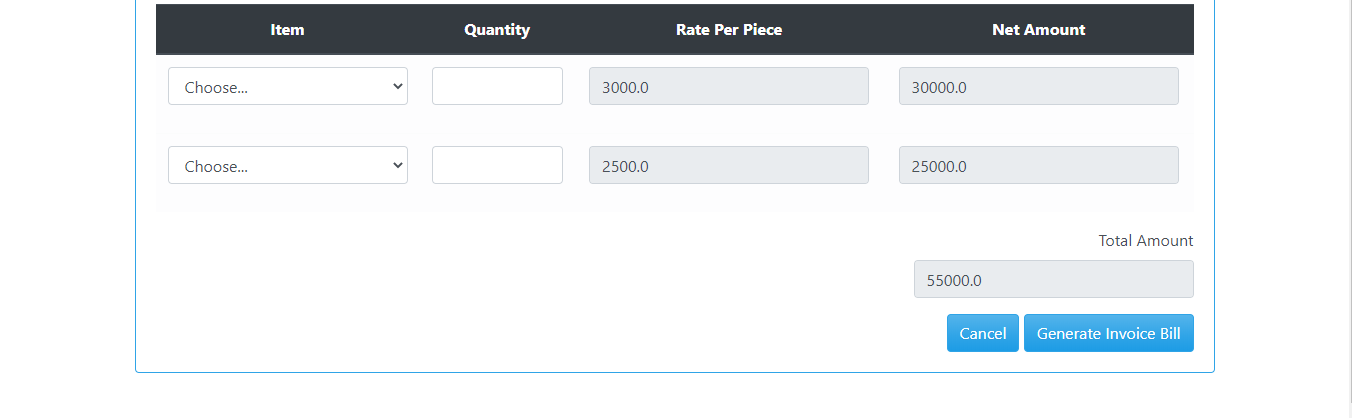 Item Quantity Rate Per Piece Net Amount
Choose... 3000.0 30000.0
Choose... 2500.0 25000.0
Total Amount
55000.0
Cancel Generate Invoice Bill